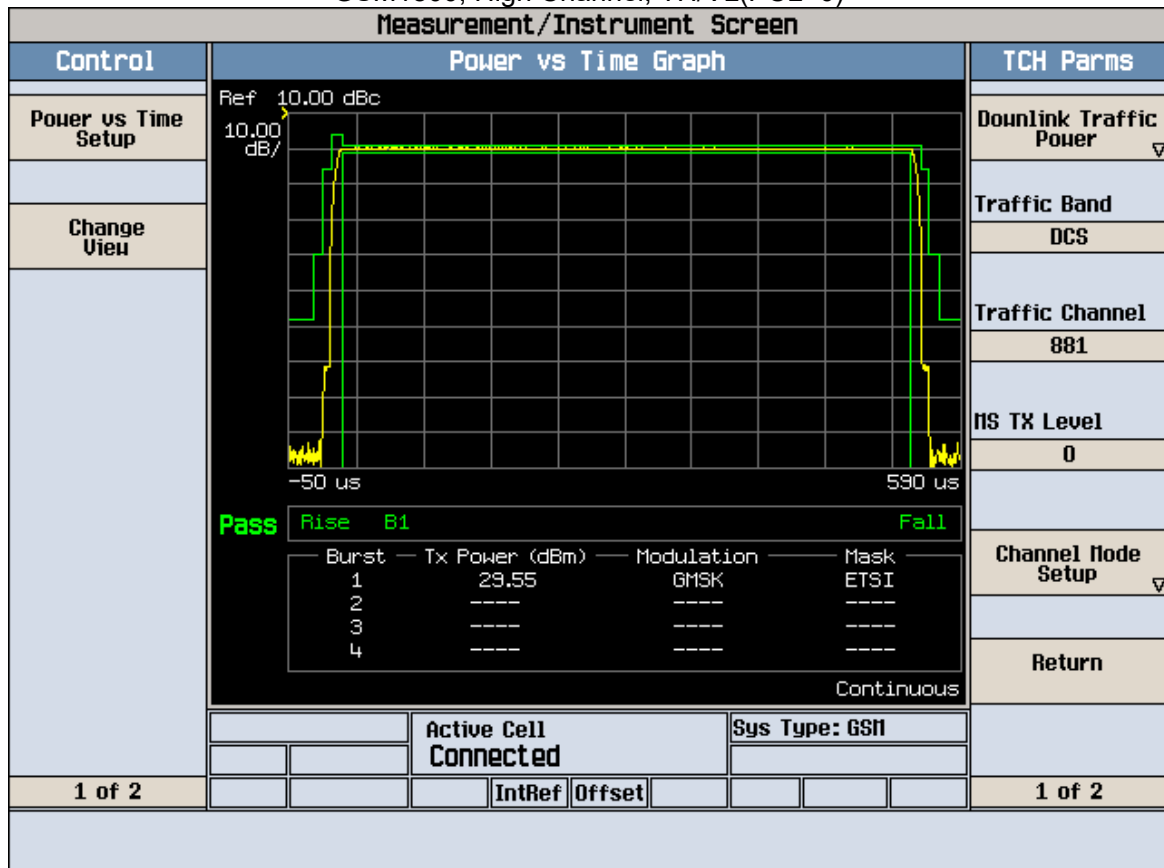 Measurement/Instrument Screen
Control
Power vs Time Graph
TCH Parms
Power vs Time
Setup
Change
View
1 of 2
Ref 10.00 dBc
10.00
dB/
-50 us
590 us
Pass
Rise B1 Fall
Burst Tx Power (dBm) Modulation Mask
1 29.55 GMSK ETSI
2 ---- ---- ----
3 ---- ---- ----
4 ---- ---- ----
Continuous
Active Cell
Connected
Sys Type: GSM
IntRef Offset
Downlink Traffic
Power
Traffic Band
DCS
Traffic Channel
881
MS TX Level
0
Channel Mode
Setup
Return
1 of 2